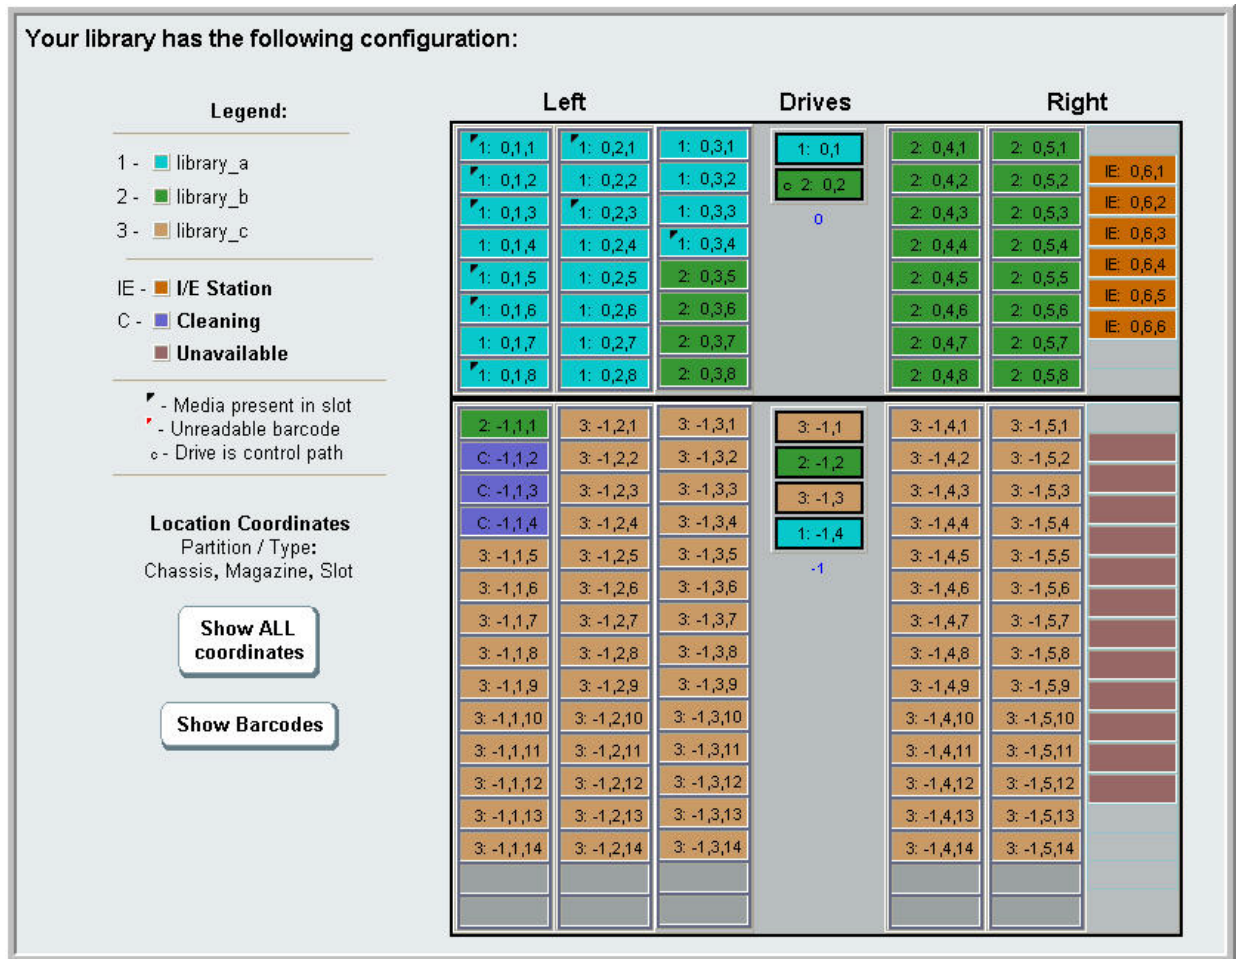 Your library has the following configuration:
Legend:
1 - library_a
2 - library_b
3 - library_c
IE - I/E Station
C - Cleaning
Unavailable
- Media present in slot
- Unreadable barcode
c - Drive is control path
Location Coordinates
Partition / Type:
Chassis, Magazine, Slot
Show ALL
coordinates
Show Barcodes
Left Drives Right
1: 0,1,1 1: 0,2,1 1: 0,3,1 1: 0,1 2: 0,4,1 2: 0,5,1
IE: 0,6,1
1: 0,1,2 1: 0,2,2 1: 0,3,2 c 2: 0,2 2: 0,4,2 2: 0,5,2
IE: 0,6,2
1: 0,1,3 1: 0,2,3 1: 0,3,3 0 2: 0,4,3 2: 0,5,3
IE: 0,6,3
1: 0,1,4 1: 0,2,4 1: 0,3,4 2: 0,4,4 2: 0,5,4
IE: 0,6,4
1: 0,1,5 1: 0,2,5 2: 0,3,5 2: 0,4,5 2: 0,5,5
IE: 0,6,5
1: 0,1,6 1: 0,2,6 2: 0,3,6 2: 0,4,6 2: 0,5,6
IE: 0,6,6
1: 0,1,7 1: 0,2,7 2: 0,3,7 2: 0,4,7 2: 0,5,7
1: 0,1,8 1: 0,2,8 2: 0,3,8 2: 0,4,8 2: 0,5,8
2: -1,1,1 3: -1,2,1 3: -1,3,1 3: -1,1 3: -1,4,1 3: -1,5,1
C: -1,1,2 3: -1,2,2 3: -1,3,2 2: -1,2 3: -1,4,2 3: -1,5,2
C: -1,1,3 3: -1,2,3 3: -1,3,3 3: -1,3 3: -1,4,3 3: -1,5,3
C: -1,1,4 3: -1,2,4 3: -1,3,4 1: -1,4 3: -1,4,4 3: -1,5,4
3: -1,1,5 3: -1,2,5 3: -1,3,5 -1 3: -1,4,5 3: -1,5,5
3: -1,1,6 3: -1,2,6 3: -1,3,6 3: -1,4,6 3: -1,5,6
3: -1,1,7 3: -1,2,7 3: -1,3,7 3: -1,4,7 3: -1,5,7
3: -1,1,8 3: -1,2,8 3: -1,3,8 3: -1,4,8 3: -1,5,8
3: -1,1,9 3: -1,2,9 3: -1,3,9 3: -1,4,9 3: -1,5,9
3: -1,1,10 3: -1,2,10 3: -1,3,10 3: -1,4,10 3: -1,5,10
3: -1,1,11 3: -1,2,11 3: -1,3,11 3: -1,4,11 3: -1,5,11
3: -1,1,12 3: -1,2,12 3: -1,3,12 3: -1,4,12 3: -1,5,12
3: -1,1,13 3: -1,2,13 3: -1,3,13 3: -1,4,13 3: -1,5,13
3: -1,1,14 3: -1,2,14 3: -1,3,14 3: -1,4,14 3: -1,5,14